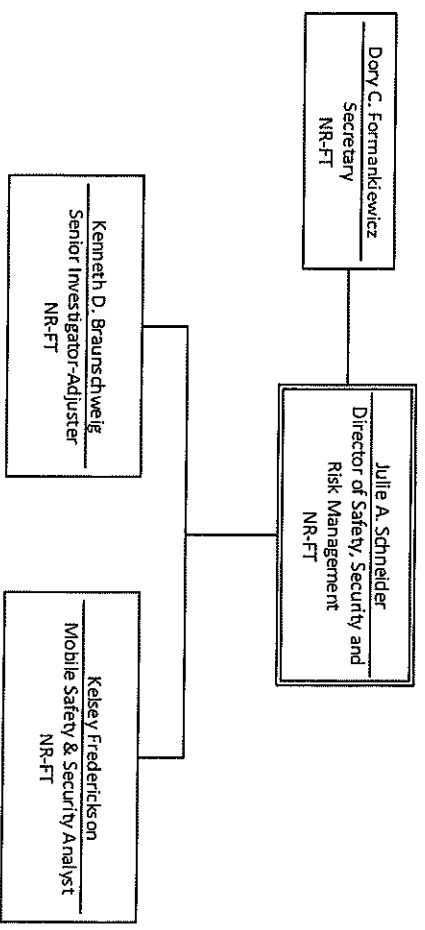 Dory C. Formankiewicz
Secretary
NR-FT
Julie A. Schneider
Director of Safety, Security and
Risk Management
NR-FT
Kenneth D. Braunschweig
Senior Investigator-Adjuster
NR-FT
Kelsey Frederickson
Mobile Safety & Security Analyst
NR-FT